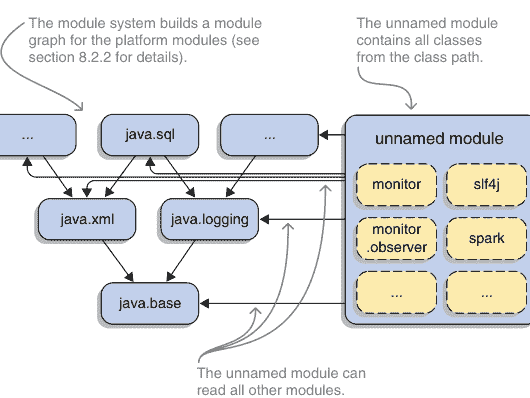 The module system builds a module
graph for the platform modules (see
section 8.2.2 for details).
The unnamed module
contains all classes
from the class path.
...
java.sql
...
unnamed module
monitor
slf4j
java.xml
java.logging
monitor
.observer
spark
java.base
...
...
The unnamed module can
read all other modules.